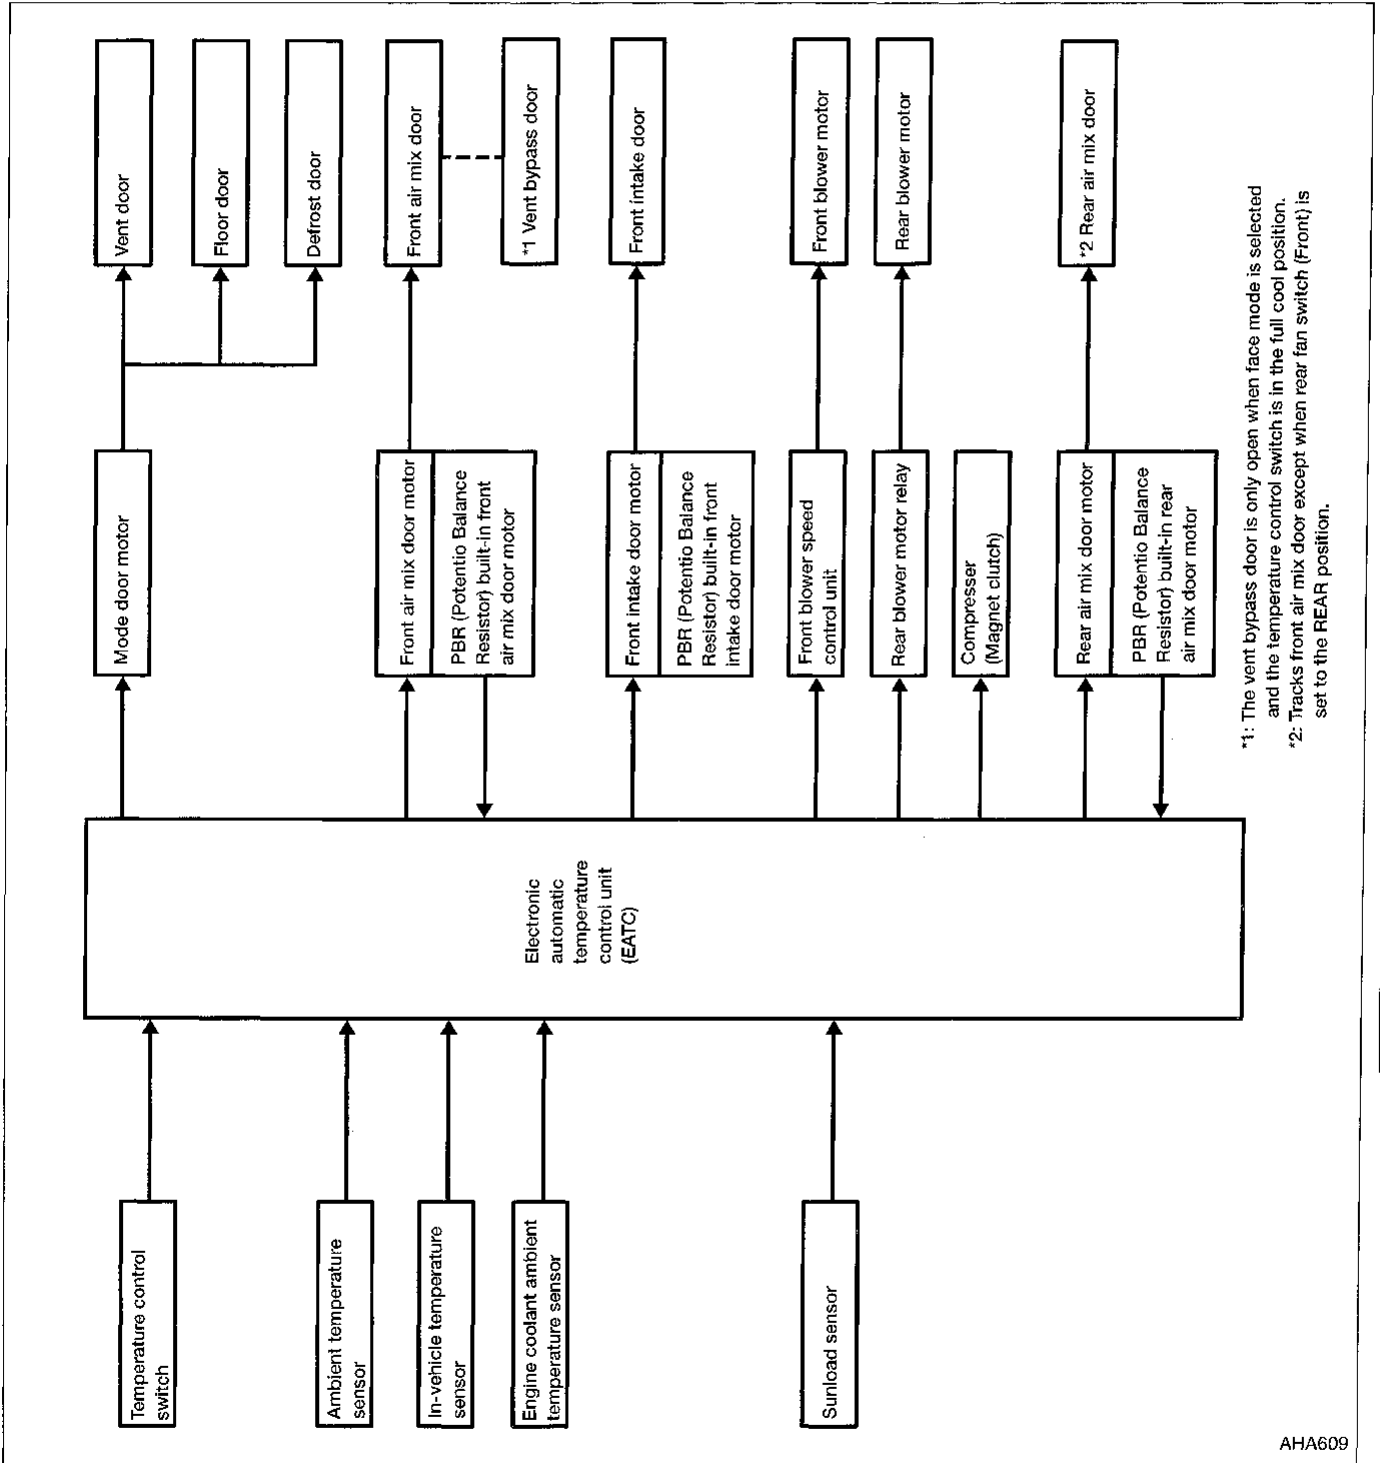 Temperature control
switch
Ambient temperature
sensor
In-vehicle temperature
sensor
Engine coolant ambient
temperature sensor
Sunload sensor
Electronic
automatic
temperature
control unit
(EATC)
Mode door motor
Front air mix door motor
PBR (Potentio Balance
Resistor) built-in front
air mix door motor
Front intake door motor
PBR (Potentio Balance
Resistor) built-in front
intake door motor
Front blower speed
control unit
Rear blower motor relay
Compresser
(Magnet clutch)
Rear air mix door motor
PBR (Potentio Balance
Resistor) built-in rear
air mix door motor
Vent door
Floor door
Defrost door
Front air mix door
*1 Vent bypass door
Front intake door
Front blower motor
Rear blower motor
*2 Rear air mix door
*1: The vent bypass door is only open when face mode is selected
and the temperature control switch is in the full cool position.
*2: Tracks front air mix door except when rear fan switch (Front) is
set to the REAR position.
AHA609